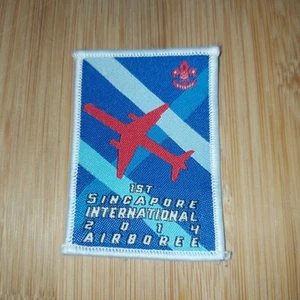 1ST
SINGAPORE
INTERNATIONAL
2014
AIRBOREE